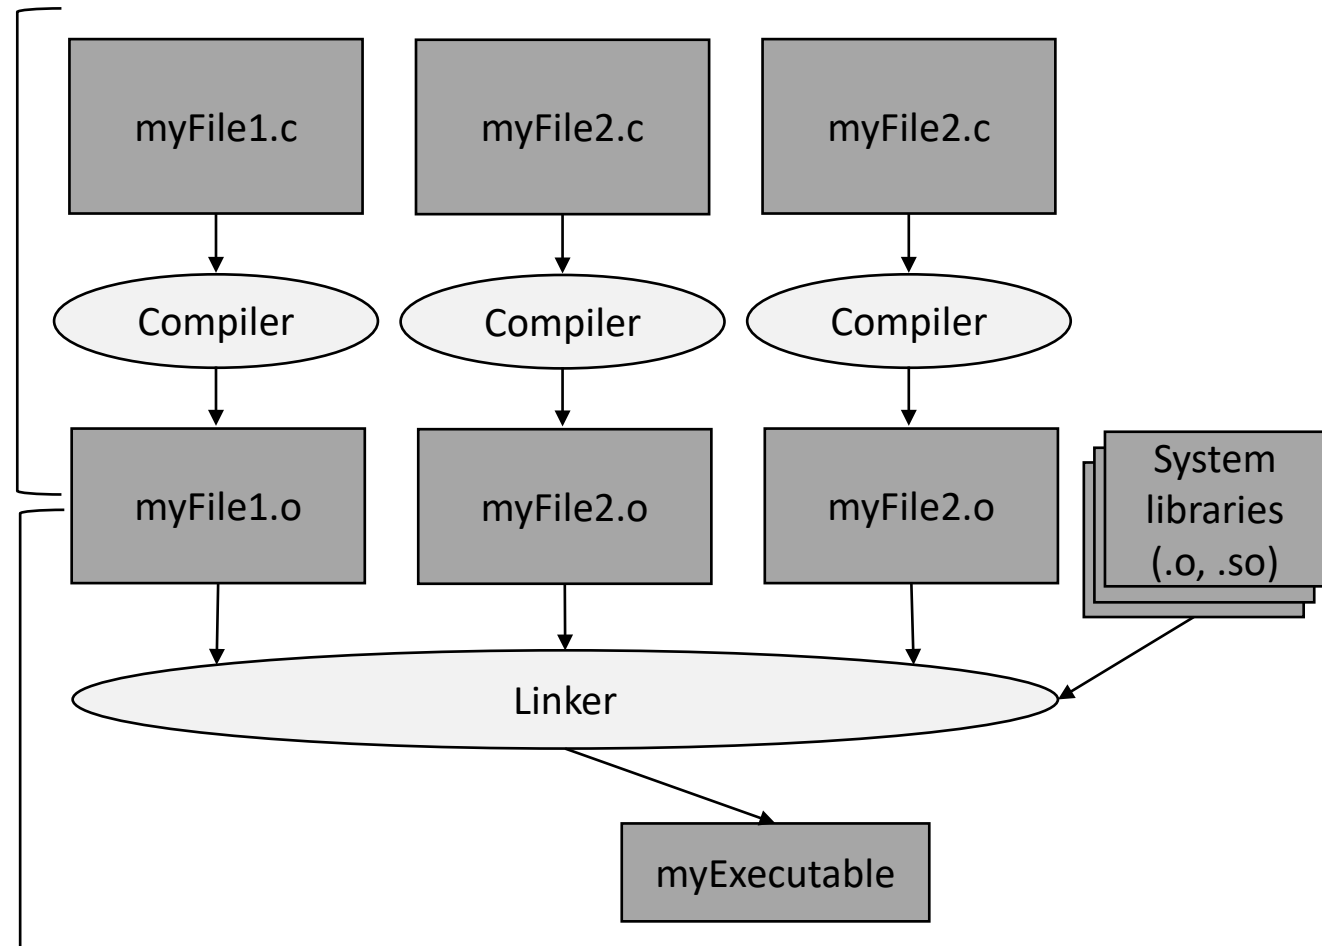 myFile1.c
myFile2.c
myFile2.c
Compiler
Compiler
Compiler
myFile1.o
myFile2.o
myFile2.o
System
libraries
(.o, .so)
Linker
myExecutable